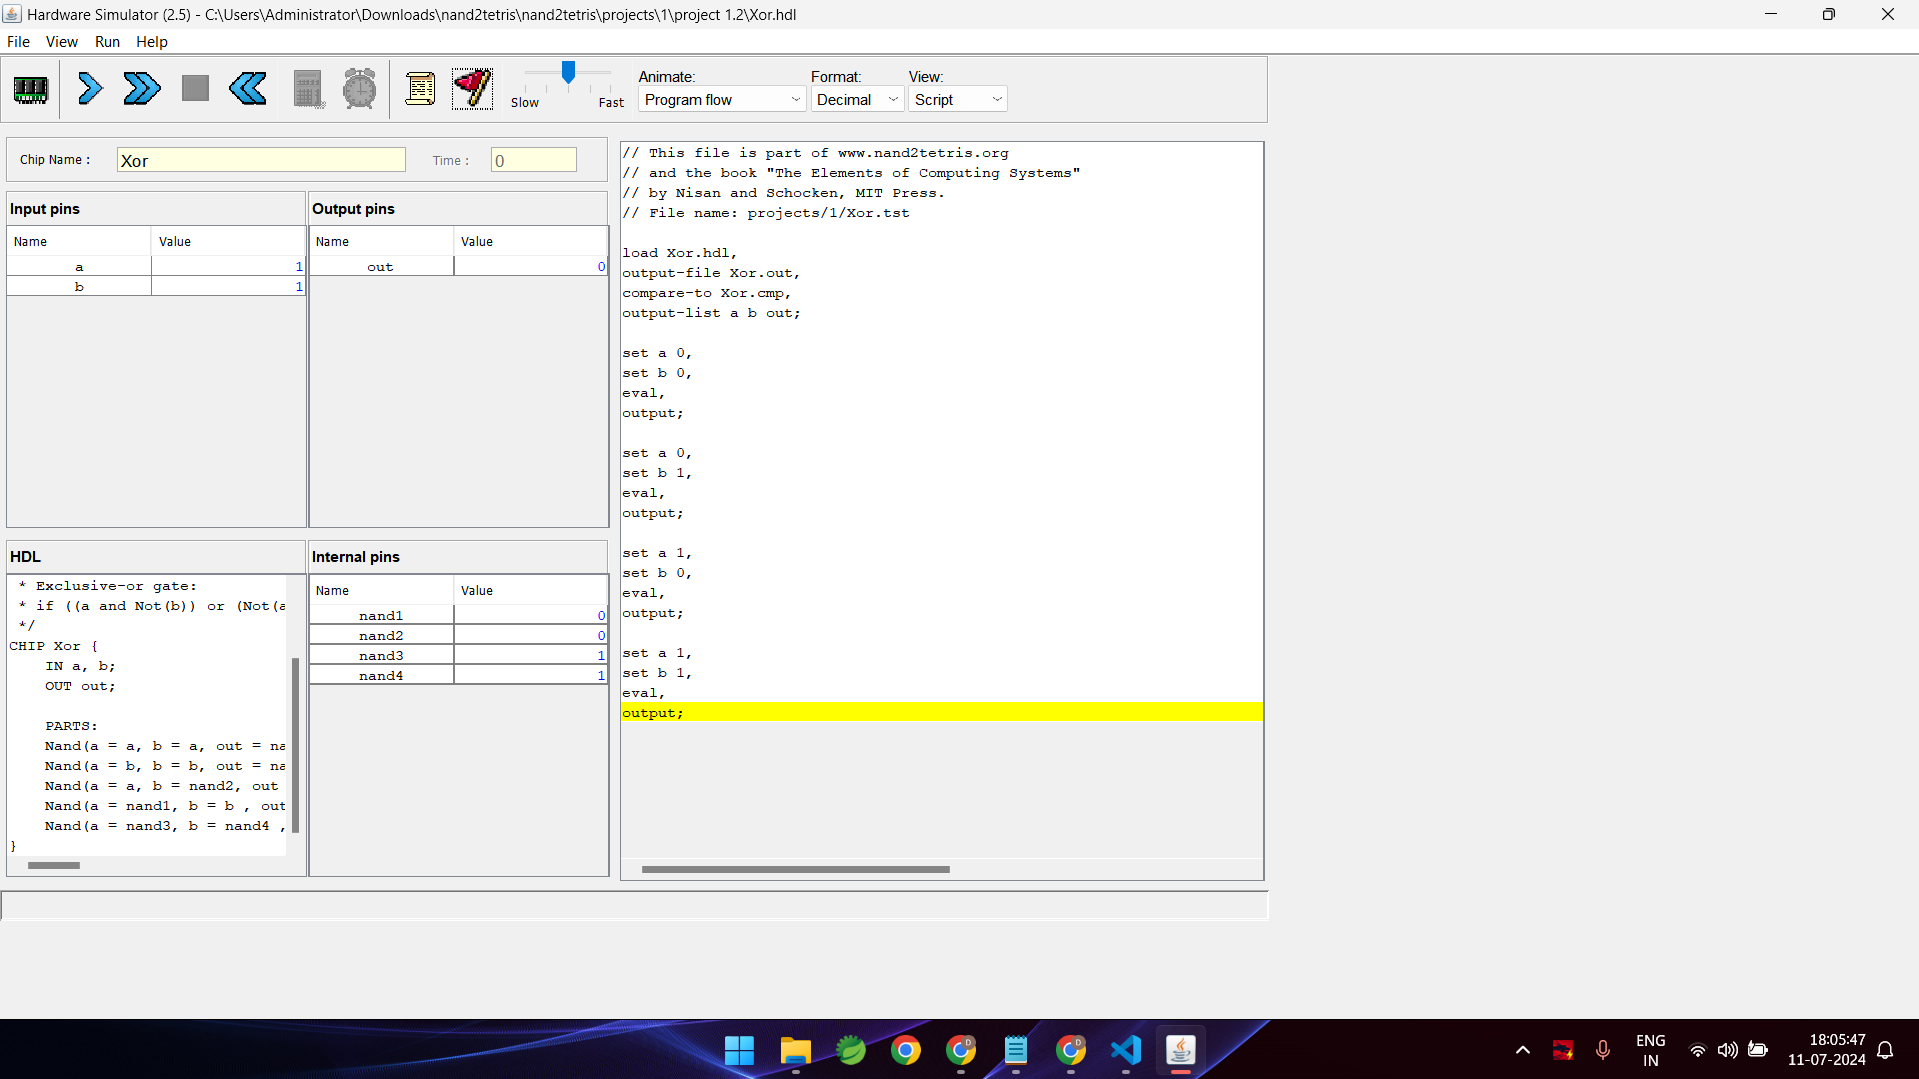 Hardware Simulator (2.5) - C:\Users\Administrator\Downloads\nand2tetris\nand2tetris\projects\1\project 1.2\Xor.hdl
File View Run Help
Slow Fast
Animate: Format: View:
Program flow Decimal Script
Chip Name : Xor Time : 0
Input pins
Name Value
a 1
b 1
Output pins
Name Value
out 0
HDL
* Exclusive-or gate:
* if ((a and Not(b)) or (Not(a
*/
CHIP Xor {
IN a, b;
OUT out;
PARTS:
Nand(a = a, b = a, out = na
Nand(a = b, b = b, out = na
Nand(a = a, b = nand2, out
Nand(a = nand1, b = b , out
Nand(a = nand3, b = nand4 ,
}
Internal pins
Name Value
nand1 0
nand2 0
nand3 1
nand4 1
// This file is part of www.nand2tetris.org
// and the book "The Elements of Computing Systems"
// by Nisan and Schocken, MIT Press.
// File name: projects/1/Xor.tst
load Xor.hdl,
output-file Xor.out,
compare-to Xor.cmp,
output-list a b out;
set a 0,
set b 0,
eval,
output;
set a 0,
set b 1,
eval,
output;
set a 1,
set b 0,
eval,
output;
set a 1,
set b 1,
eval,
output;
D D
ENG
IN
18:05:47
11-07-2024